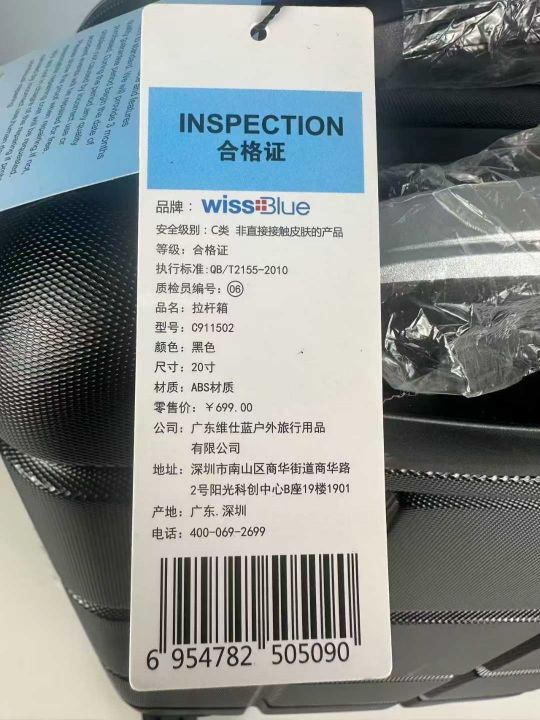 INSPECTION
合格证
品牌：wissBlue
安全级别：C类 非直接接触皮肤的产品
等级：合格证
执行标准:QB/T2155-2010
质检员编号：06
品名：拉杆箱
型号：C911502
颜色：黑色
尺寸：20寸
材质：ABS材质
零售价：￥699.00
公司：广东维仕蓝户外旅行用品
有限公司
地址：深圳市南山区商华街道商华路
2号阳光科创中心B座19楼1901
产地：广东.深圳
电话：400-069-2699
6 954782 505090